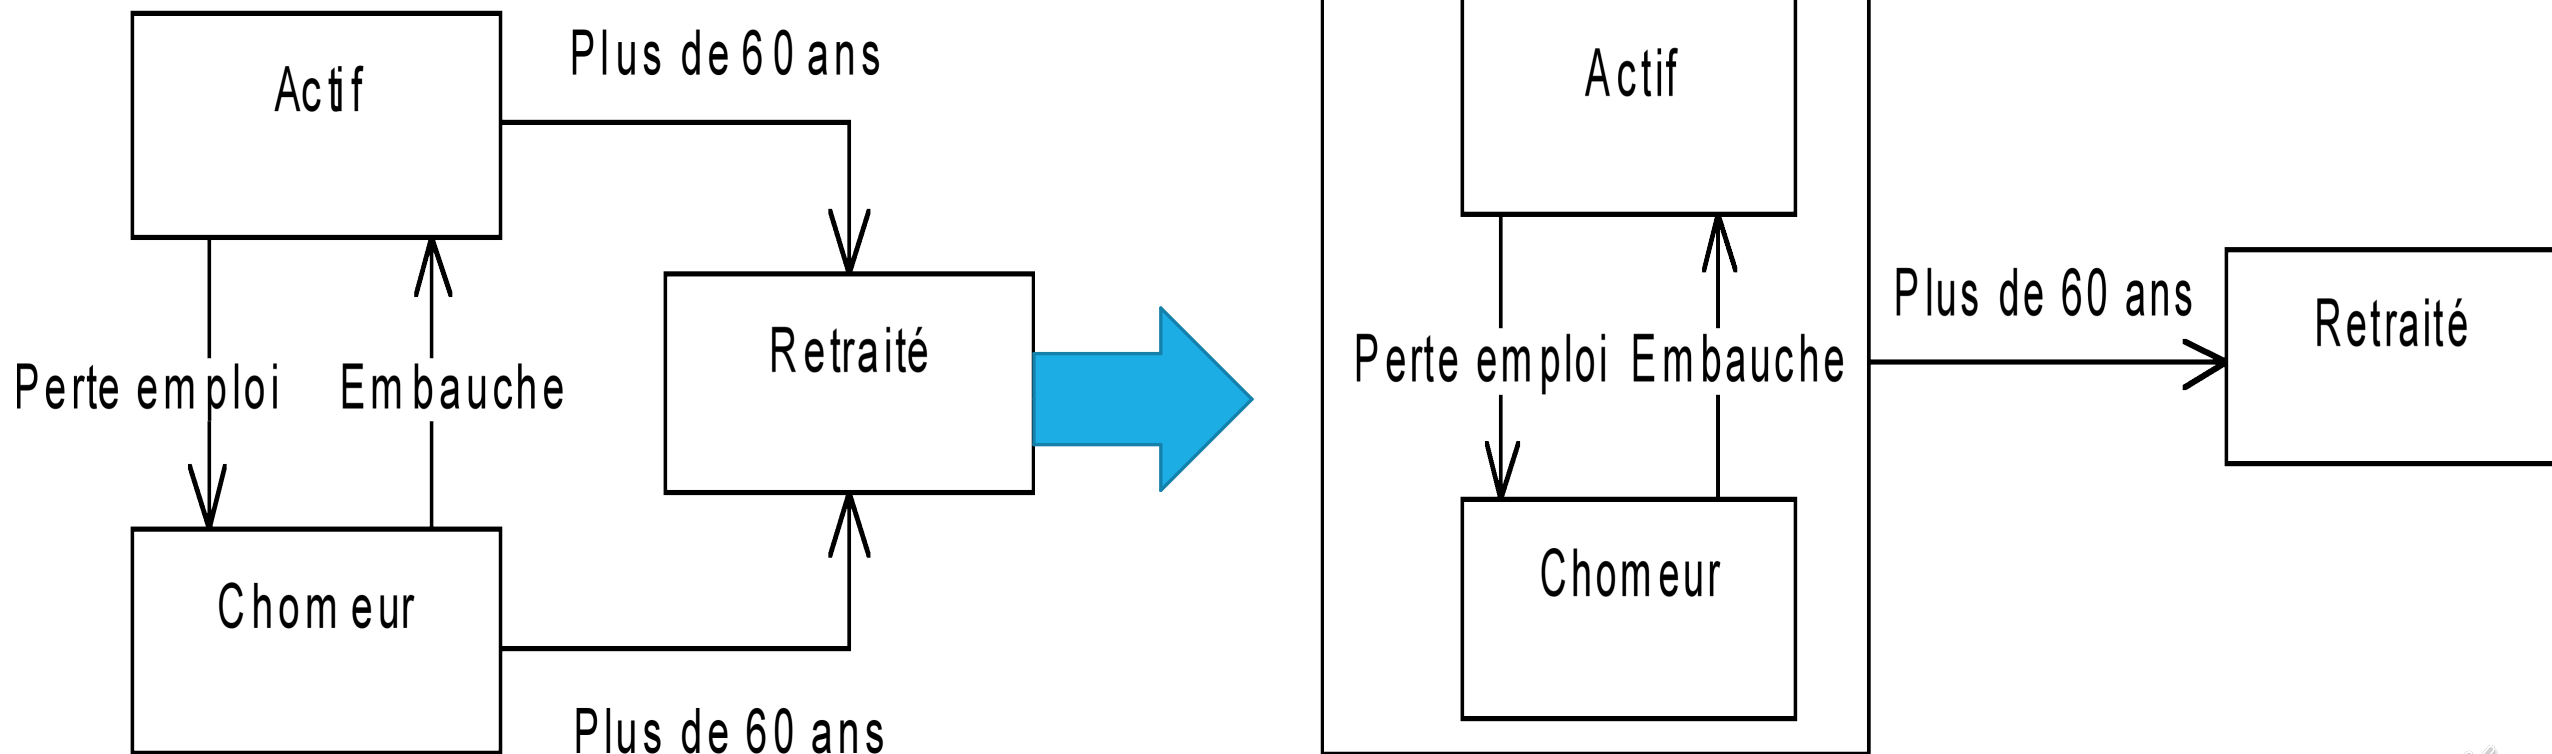 Actif
Plus de 60 ans
Retraité
Perte emploi
Embauche
Chomeur
Plus de 60 ans
Actif
Perte emploi
Embauche
Chomeur
Plus de 60 ans
Retraité